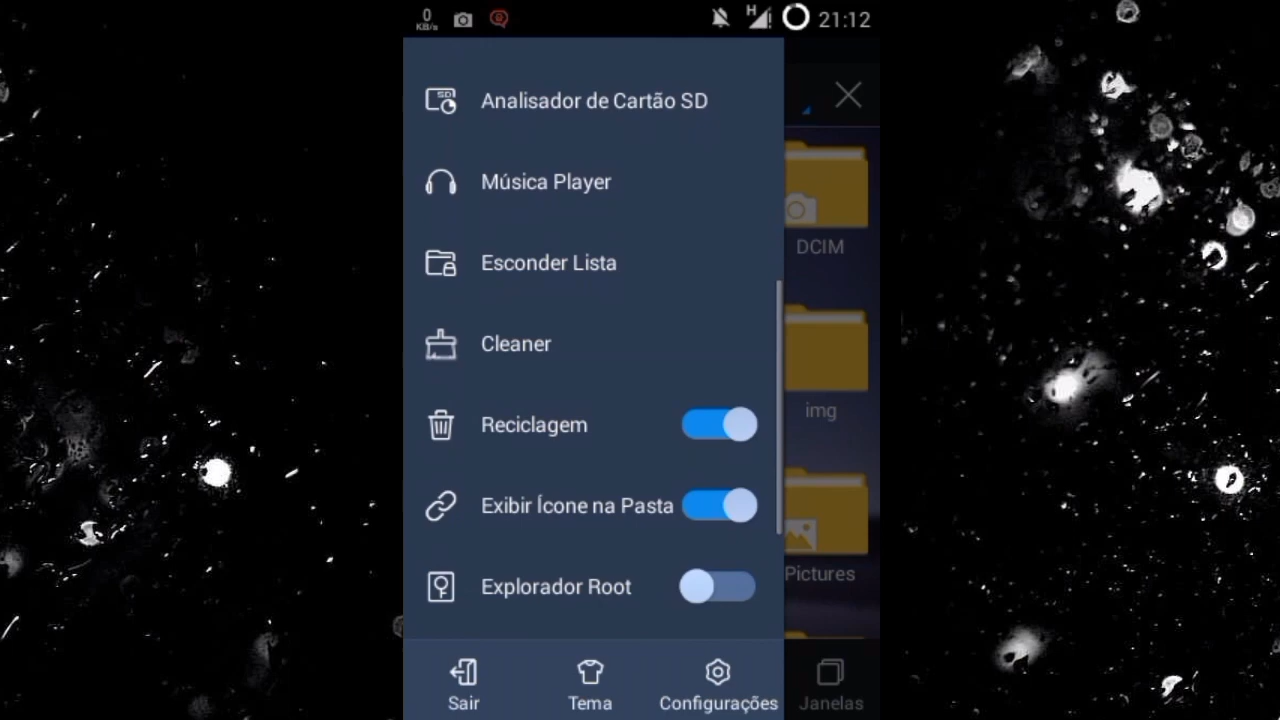 0
KB/s
H
21:12
SD
Analisador de Cartão SD
Música Player
DCIM
Esconder Lista
Cleaner
img
Reciclagem
Exibir Ícone na Pasta
Pictures
Explorador Root
Sair
Tema
Configurações
Janelas